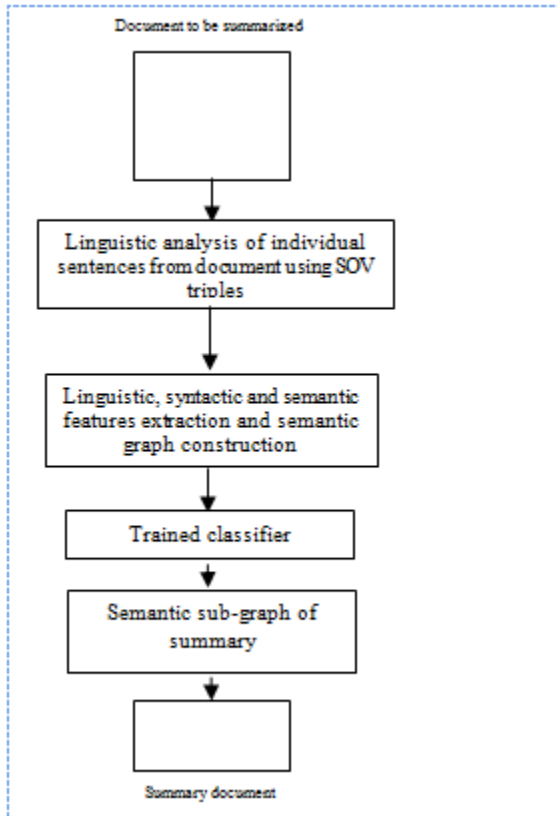 Document to be summarized
Linguistic analysis of individual
sentences from document using SOV
triples
Linguistic, syntactic and semantic
features extraction and semantic
graph construction
Trained classifier
Semantic sub-graph of
summary
Summary document